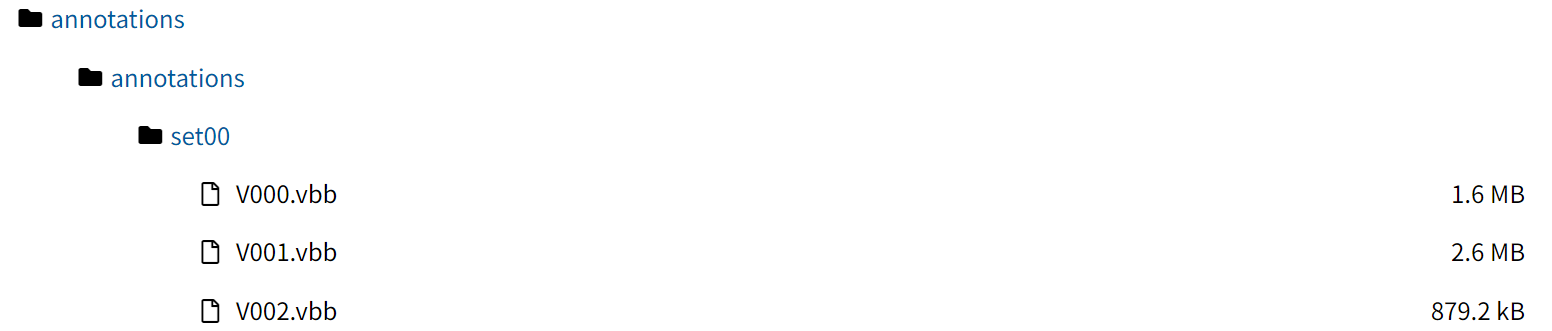 annotations
annotations
set00
V000.vbb 1.6 MB
V001.vbb 2.6 MB
V002.vbb 879.2 kB